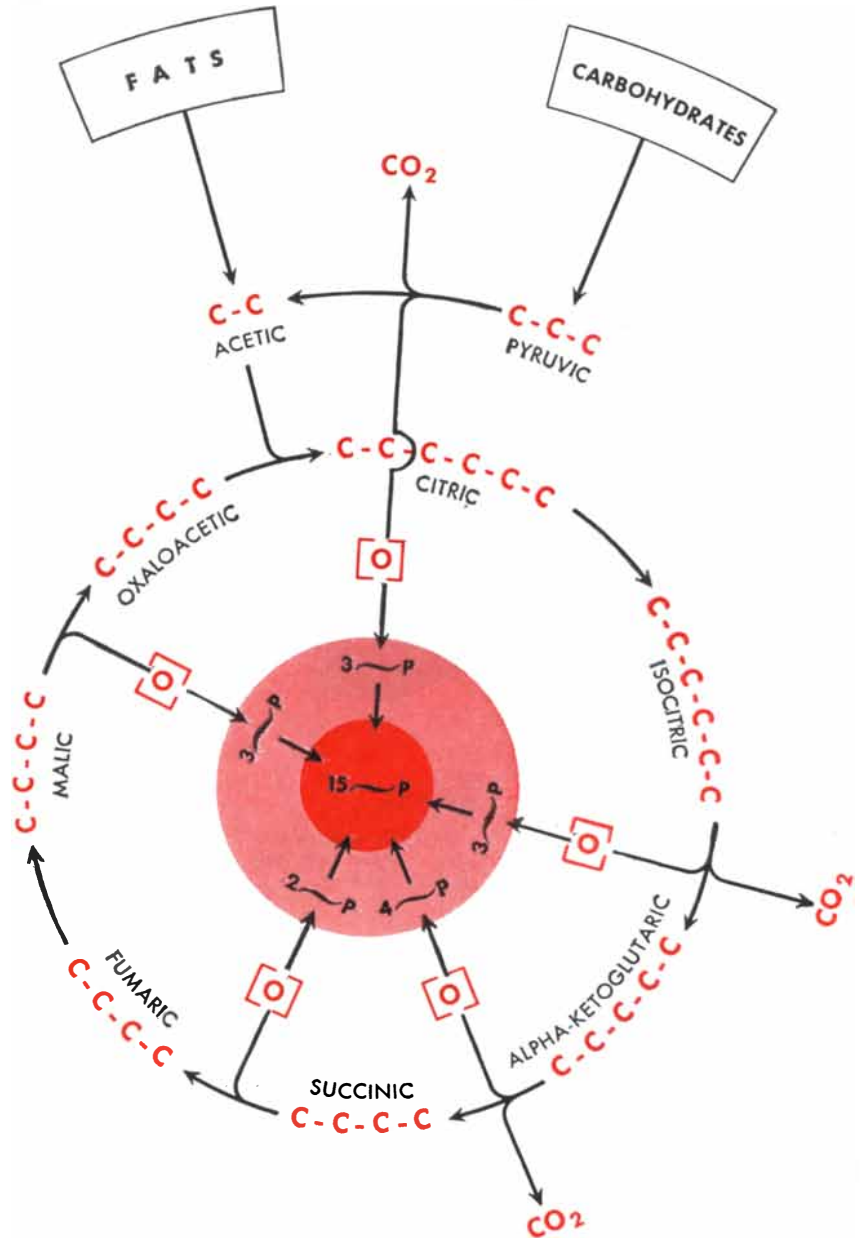 FATS
CARBOHYDRATES
CO2
C-C
ACETIC
C-C-C
PYRUVIC
C-C-C-C-C-C
CITRIC
C-C-C-C
OXALOACETIC
[O]
C-C-C-C-C-C
ISOCITRIC
3~P
[O]
3~P
15~P
3~P
[O]
CO2
C-C-C-C
MALIC
2~P
4~P
[O]
[O]
C-C-C-C-C
ALPHA-KETOGLUTARIC
FUMARIC
C-C-C-C
SUCCINIC
C-C-C-C
CO2